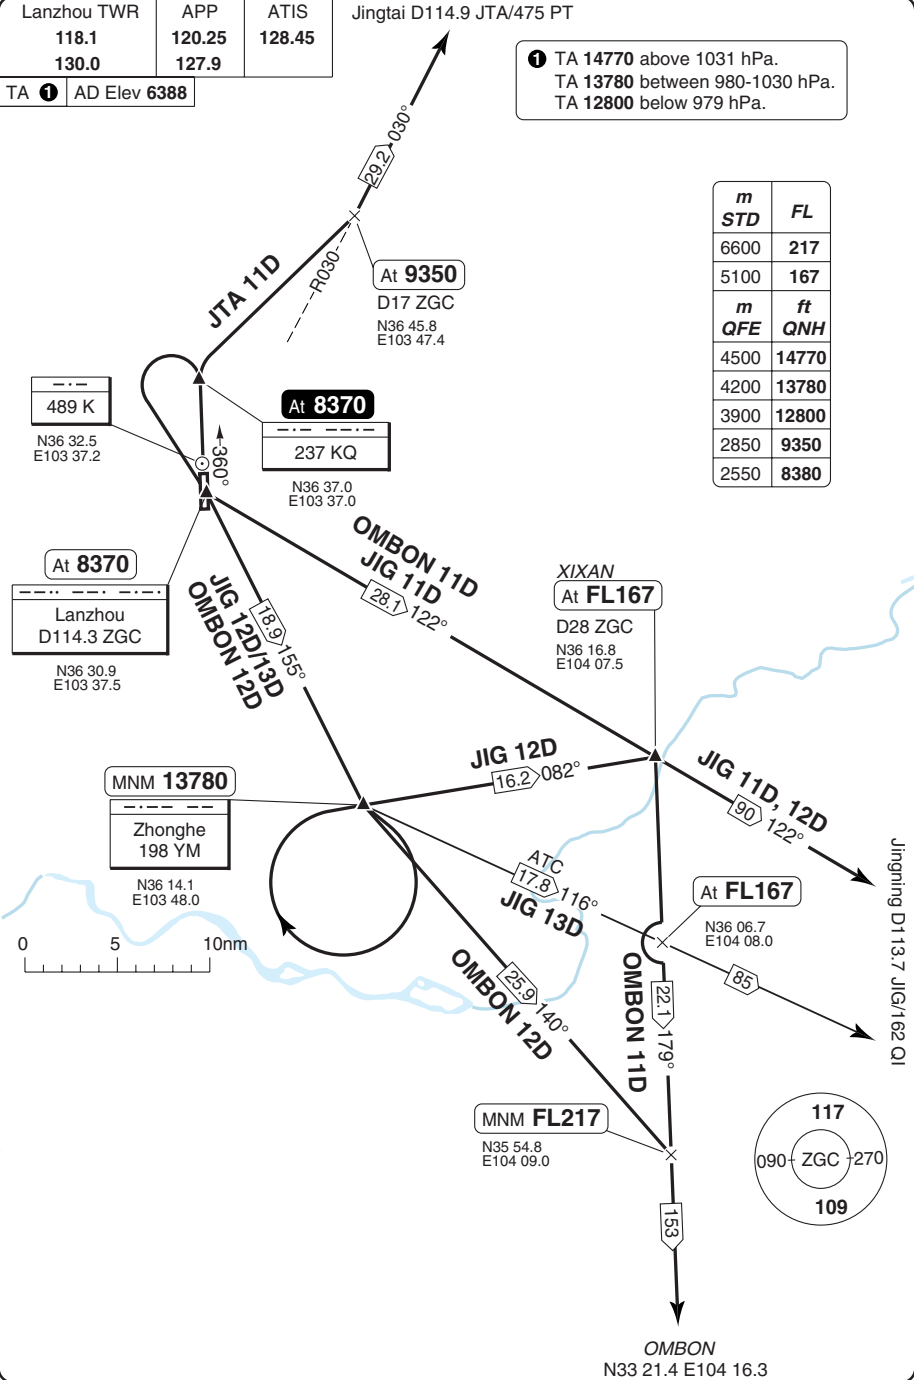 Lanzhou TWR APP ATIS
118.1 120.25 128.45
130.0 127.9
TA ❶ AD Elev 6388
Jingtai D114.9 JTA/475 PT
❶ TA 14770 above 1031 hPa.
TA 13780 between 980-1030 hPa.
TA 12800 below 979 hPa.
m STD FL
6600 217
5100 167
m QFE ft QNH
4500 14770
4200 13780
3900 12800
2850 9350
2550 8380
29.2 030°
R030
JTA 11D
At 9350
D17 ZGC
N36 45.8
E103 47.4
489 K
N36 32.5
E103 37.2
360°
At 8370
237 KQ
N36 37.0
E103 37.0
At 8370
Lanzhou
D114.3 ZGC
N36 30.9
E103 37.5
OMBON 11D
JIG 11D
28.1 122°
JIG 12D/13D
OMBON 12D
18.9 155°
XIXAN
At FL167
D28 ZGC
N36 16.8
E104 07.5
JIG 12D
16.2 082°
JIG 11D, 12D
90 122°
MNM 13780
Zhonghe
198 YM
N36 14.1
E103 48.0
ATC
17.8 116°
JIG 13D
At FL167
N36 06.7
E104 08.0
85
Jingning D113.7 JIG/162 QI
0 5 10nm
OMBON 12D
25.9 140°
OMBON 11D
22.1 179°
MNM FL217
N35 54.8
E104 09.0
117
090 ZGC 270
109
153
OMBON
N33 21.4 E104 16.3